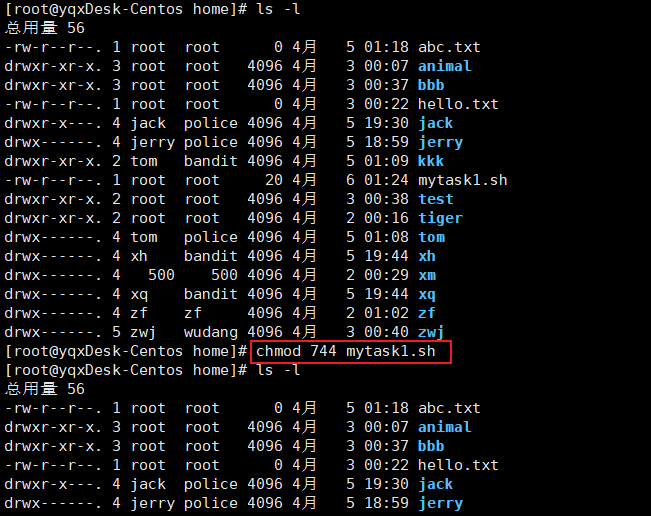 [root@yqxDesk-Centos home]# ls -l
总用量 56
-rw-r--r--. 1 root  root      0 4月   5 01:18 abc.txt
drwxr-xr-x. 3 root  root   4096 4月   3 00:07 animal
drwxr-xr-x. 3 root  root   4096 4月   3 00:37 bbb
-rw-r--r--. 1 root  root      0 4月   3 00:22 hello.txt
drwxr-x---. 4 jack  police 4096 4月   5 19:30 jack
drwx------. 4 jerry police 4096 4月   5 18:59 jerry
drwxr-xr-x. 2 tom   bandit 4096 4月   5 01:09 kkk
-rw-r--r--. 1 root  root     20 4月   6 01:24 mytask1.sh
drwxr-xr-x. 2 root  root   4096 4月   3 00:38 test
drwxr-xr-x. 2 root  root   4096 4月   2 00:16 tiger
drwx------. 4 tom   police 4096 4月   5 01:08 tom
drwx------. 4 xh    bandit 4096 4月   5 19:44 xh
drwx------. 4   500    500 4096 4月   2 00:29 xm
drwx------. 4 xq    bandit 4096 4月   5 19:44 xq
drwx------. 4 zf    zf     4096 4月   2 01:02 zf
drwx------. 5 zwj   wudang 4096 4月   3 00:40 zwj
[root@yqxDesk-Centos home]# chmod 744 mytask1.sh
[root@yqxDesk-Centos home]# ls -l
总用量 56
-rw-r--r--. 1 root  root      0 4月   5 01:18 abc.txt
drwxr-xr-x. 3 root  root   4096 4月   3 00:07 animal
drwxr-xr-x. 3 root  root   4096 4月   3 00:37 bbb
-rw-r--r--. 1 root  root      0 4月   3 00:22 hello.txt
drwxr-x---. 4 jack  police 4096 4月   5 19:30 jack
drwx------. 4 jerry police 4096 4月   5 18:59 jerry